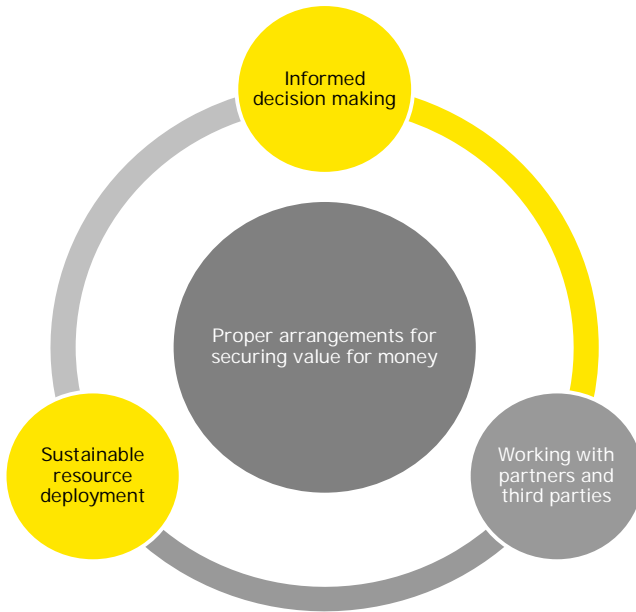 Informed
decision making
Proper arrangements for
securing value for money
Sustainable
resource
deployment
Working with
partners and
third parties